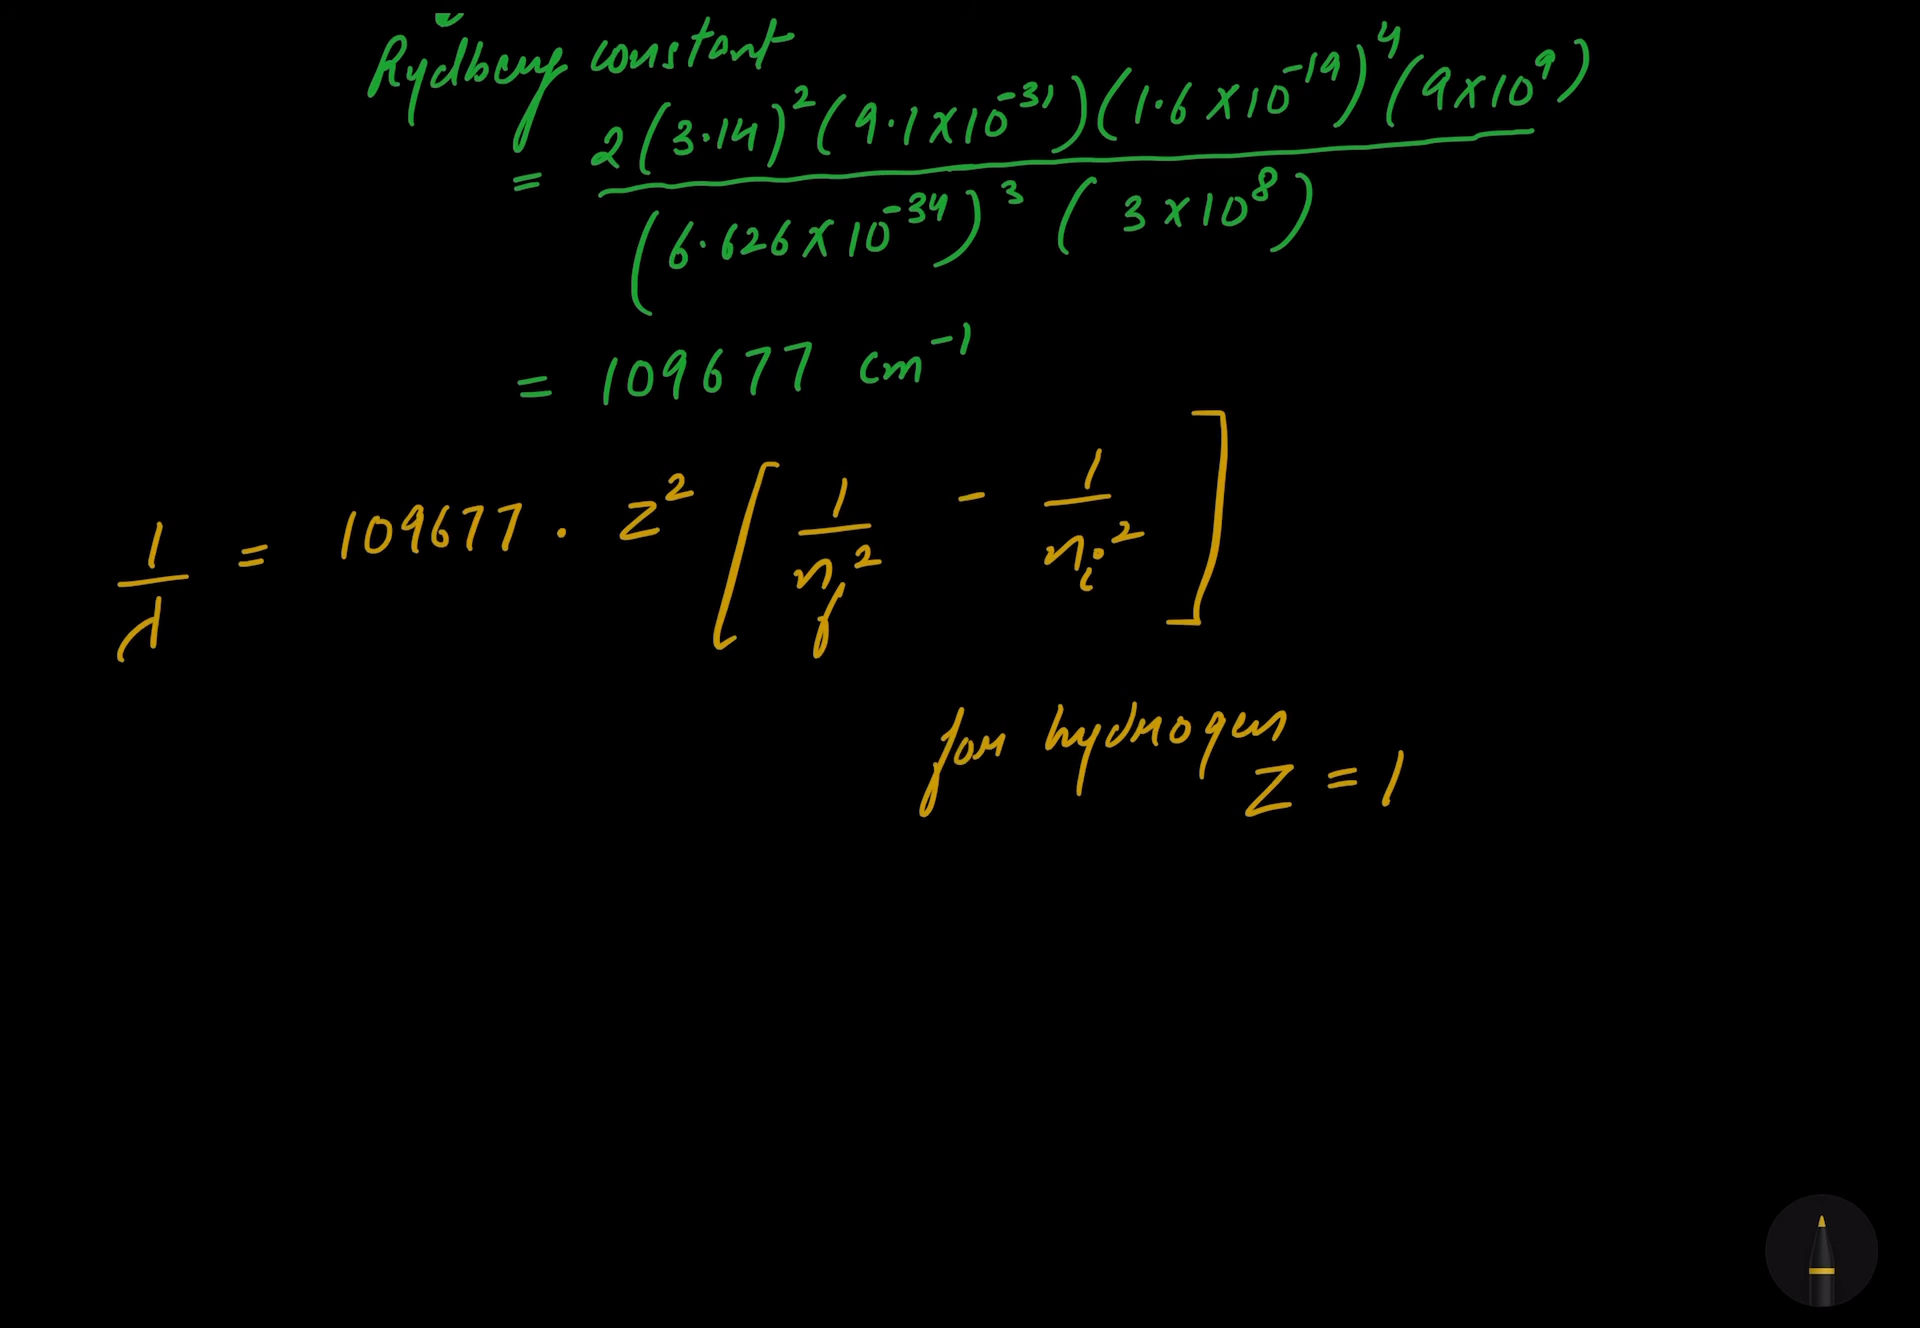 Rydberg constant
= 2(3.14)²(9.1×10⁻³¹)(1.6×10⁻¹⁹)⁴(9×10⁹) / (6.626×10⁻³⁴)³ (3×10⁸)
= 109677 cm⁻¹
1/λ = 109677 . Z² [1/n_f² - 1/n_i²]
for hydrogen
Z = 1